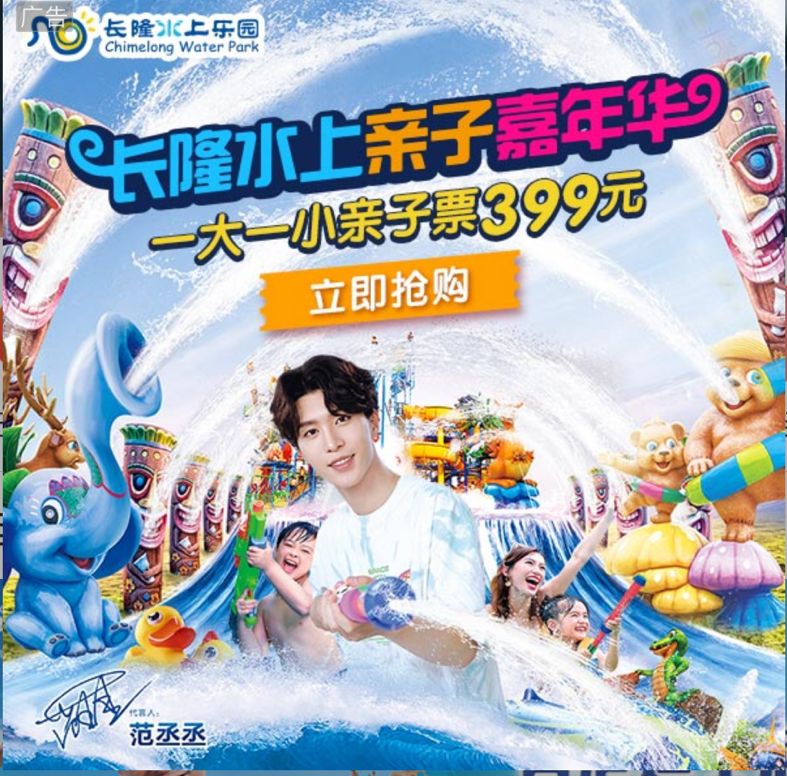 广告
长隆水上乐园
Chimelong Water Park
长隆水上亲子嘉年华
一大一小亲子票399元
立即抢购
代言人:
范丞丞